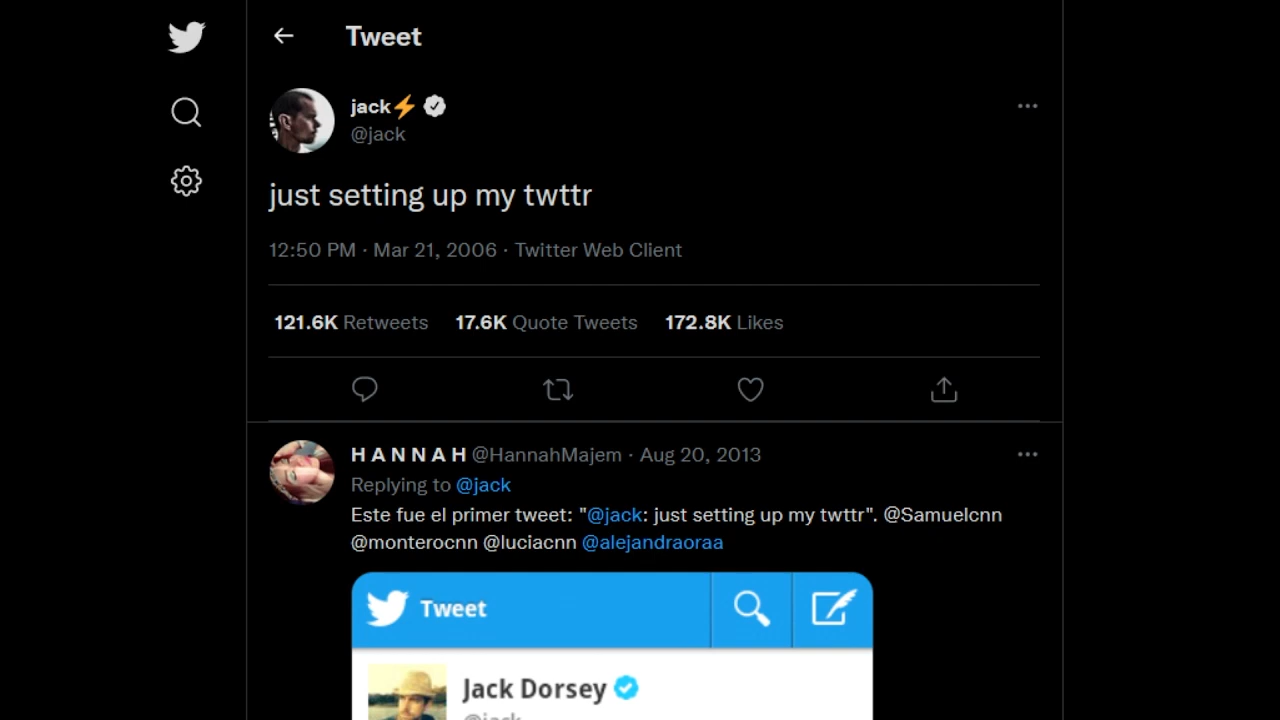 Tweet
jack⚡
@jack
just setting up my twttr
12:50 PM · Mar 21, 2006 · Twitter Web Client
121.6K Retweets 17.6K Quote Tweets 172.8K Likes
H A N N A H @HannahMajem · Aug 20, 2013
Replying to @jack
Este fue el primer tweet: "@jack: just setting up my twttr". @Samuelcnn
@monterocnn @luciacnn @alejandraoraa
Tweet
Jack Dorsey
@jack